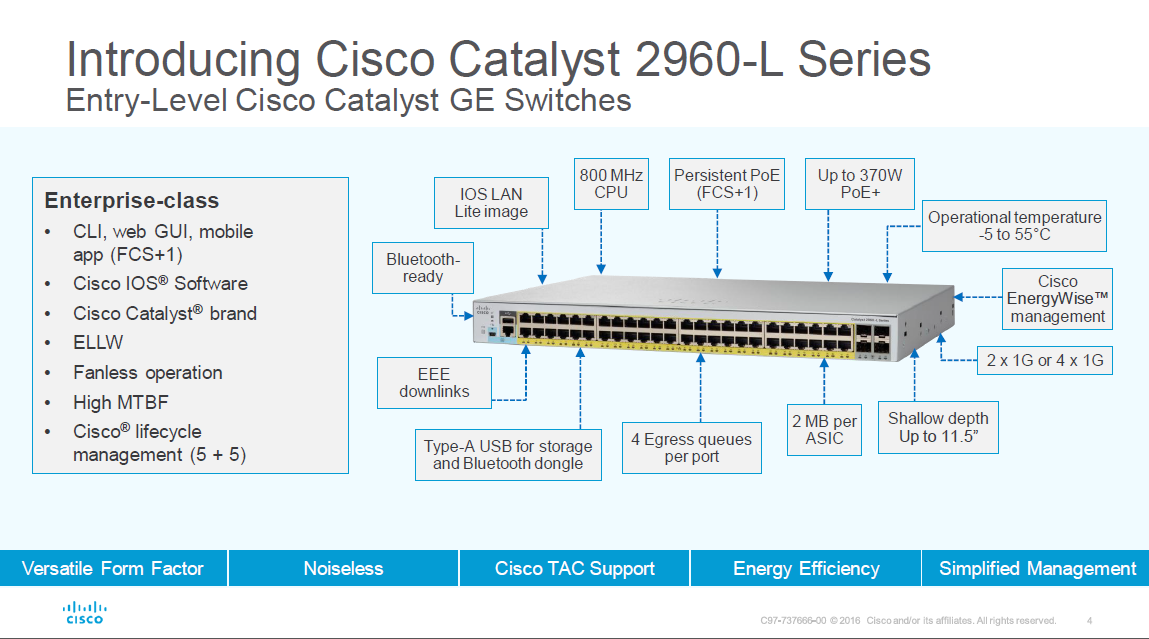 Introducing Cisco Catalyst 2960-L Series
Entry-Level Cisco Catalyst GE Switches
Enterprise-class
• CLI, web GUI, mobile
app (FCS+1)
• Cisco IOS® Software
• Cisco Catalyst® brand
• ELLW
• Fanless operation
• High MTBF
• Cisco® lifecycle
management (5 + 5)
Bluetooth-
ready
IOS LAN
Lite image
800 MHz
CPU
Persistent PoE
(FCS+1)
Up to 370W
PoE+
Operational temperature
-5 to 55°C
Cisco
EnergyWise™
management
2 x 1G or 4 x 1G
Shallow depth
Up to 11.5”
2 MB per
ASIC
4 Egress queues
per port
Type-A USB for storage
and Bluetooth dongle
EEE
downlinks
CISCO
Catalyst 2960-L Series
Versatile Form Factor
Noiseless
Cisco TAC Support
Energy Efficiency
Simplified Management
CISCO
C97-737666-00 © 2016 Cisco and/or its affiliates. All rights reserved.
4